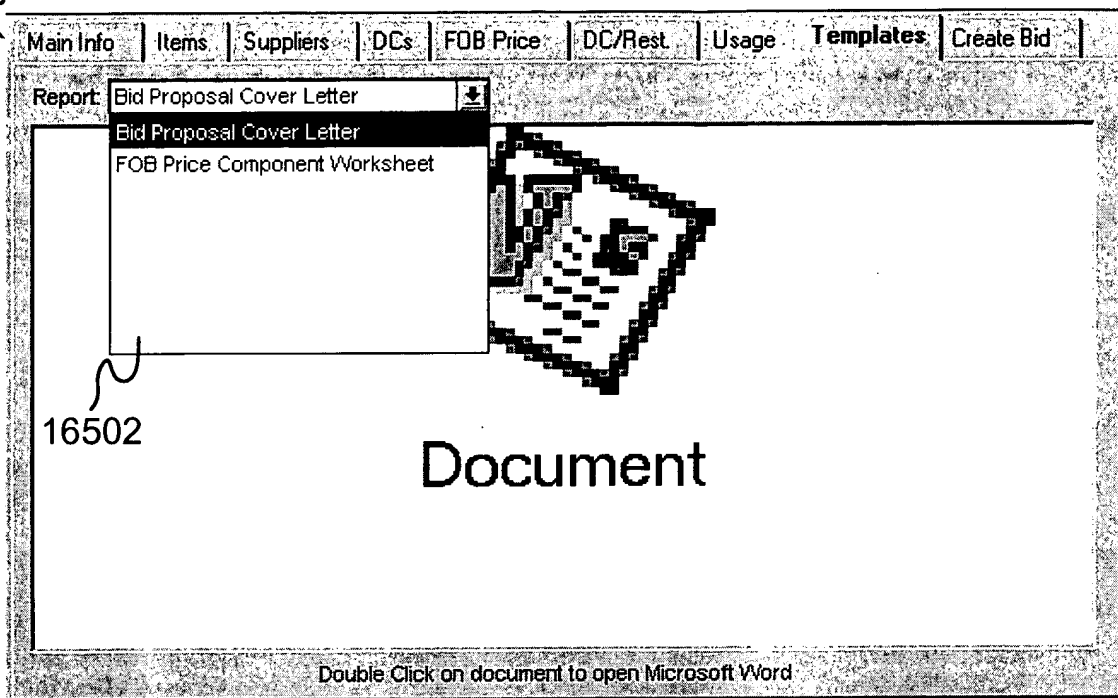 Main Info Items Suppliers DCs FOB Price DC/Rest. Usage Templates Create Bid
Report: Bid Proposal Cover Letter
Bid Proposal Cover Letter
FOB Price Component Worksheet
16502
Document
Double Click on document to open Microsoft Word